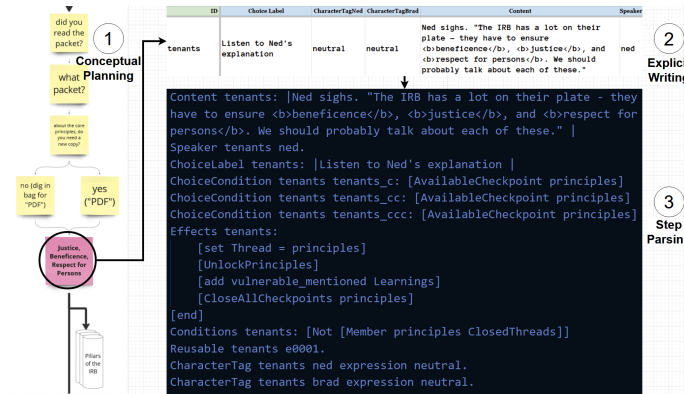 did you
read the
packet?
1
Conceptual
Planning
what
packet?
about the core
principles, do
you need a
new copy?
no (dig in
bag for
"PDF")
yes
("PDF")
Justice,
Beneficence,
Respect for
Persons
Pillars
of the
IRB
ID Choice Label CharacterTagNed CharacterTagBrad Content Speaker
tenants Listen to Ned's explanation neutral neutral Ned sighs. "The IRB has a lot on their
plate – they have to ensure
<b>beneficence</b>, <b>justice</b>, and
<b>respect for persons</b>. We should
probably talk about each of these." ned
2
Explici
Writing
Content tenants: |Ned sighs. "The IRB has a lot on their plate - they
have to ensure <b>beneficence</b>, <b>justice</b>, and <b>respect for
persons</b>. We should probably talk about each of these." |
Speaker tenants ned.
ChoiceLabel tenants: |Listen to Ned's explanation |
ChoiceCondition tenants tenants_c: [AvailableCheckpoint principles]
ChoiceCondition tenants tenants_cc: [AvailableCheckpoint principles]
ChoiceCondition tenants tenants_ccc: [AvailableCheckpoint principles]
Effects tenants:
[set Thread = principles]
[UnlockPrinciples]
[add vulnerable_mentioned Learnings]
[CloseAllCheckpoints principles]
[end]
Conditions tenants: [Not [Member principles ClosedThreads]]
Reusable tenants e0001.
CharacterTag tenants ned expression neutral.
CharacterTag tenants brad expression neutral.
3
Step
Parsin